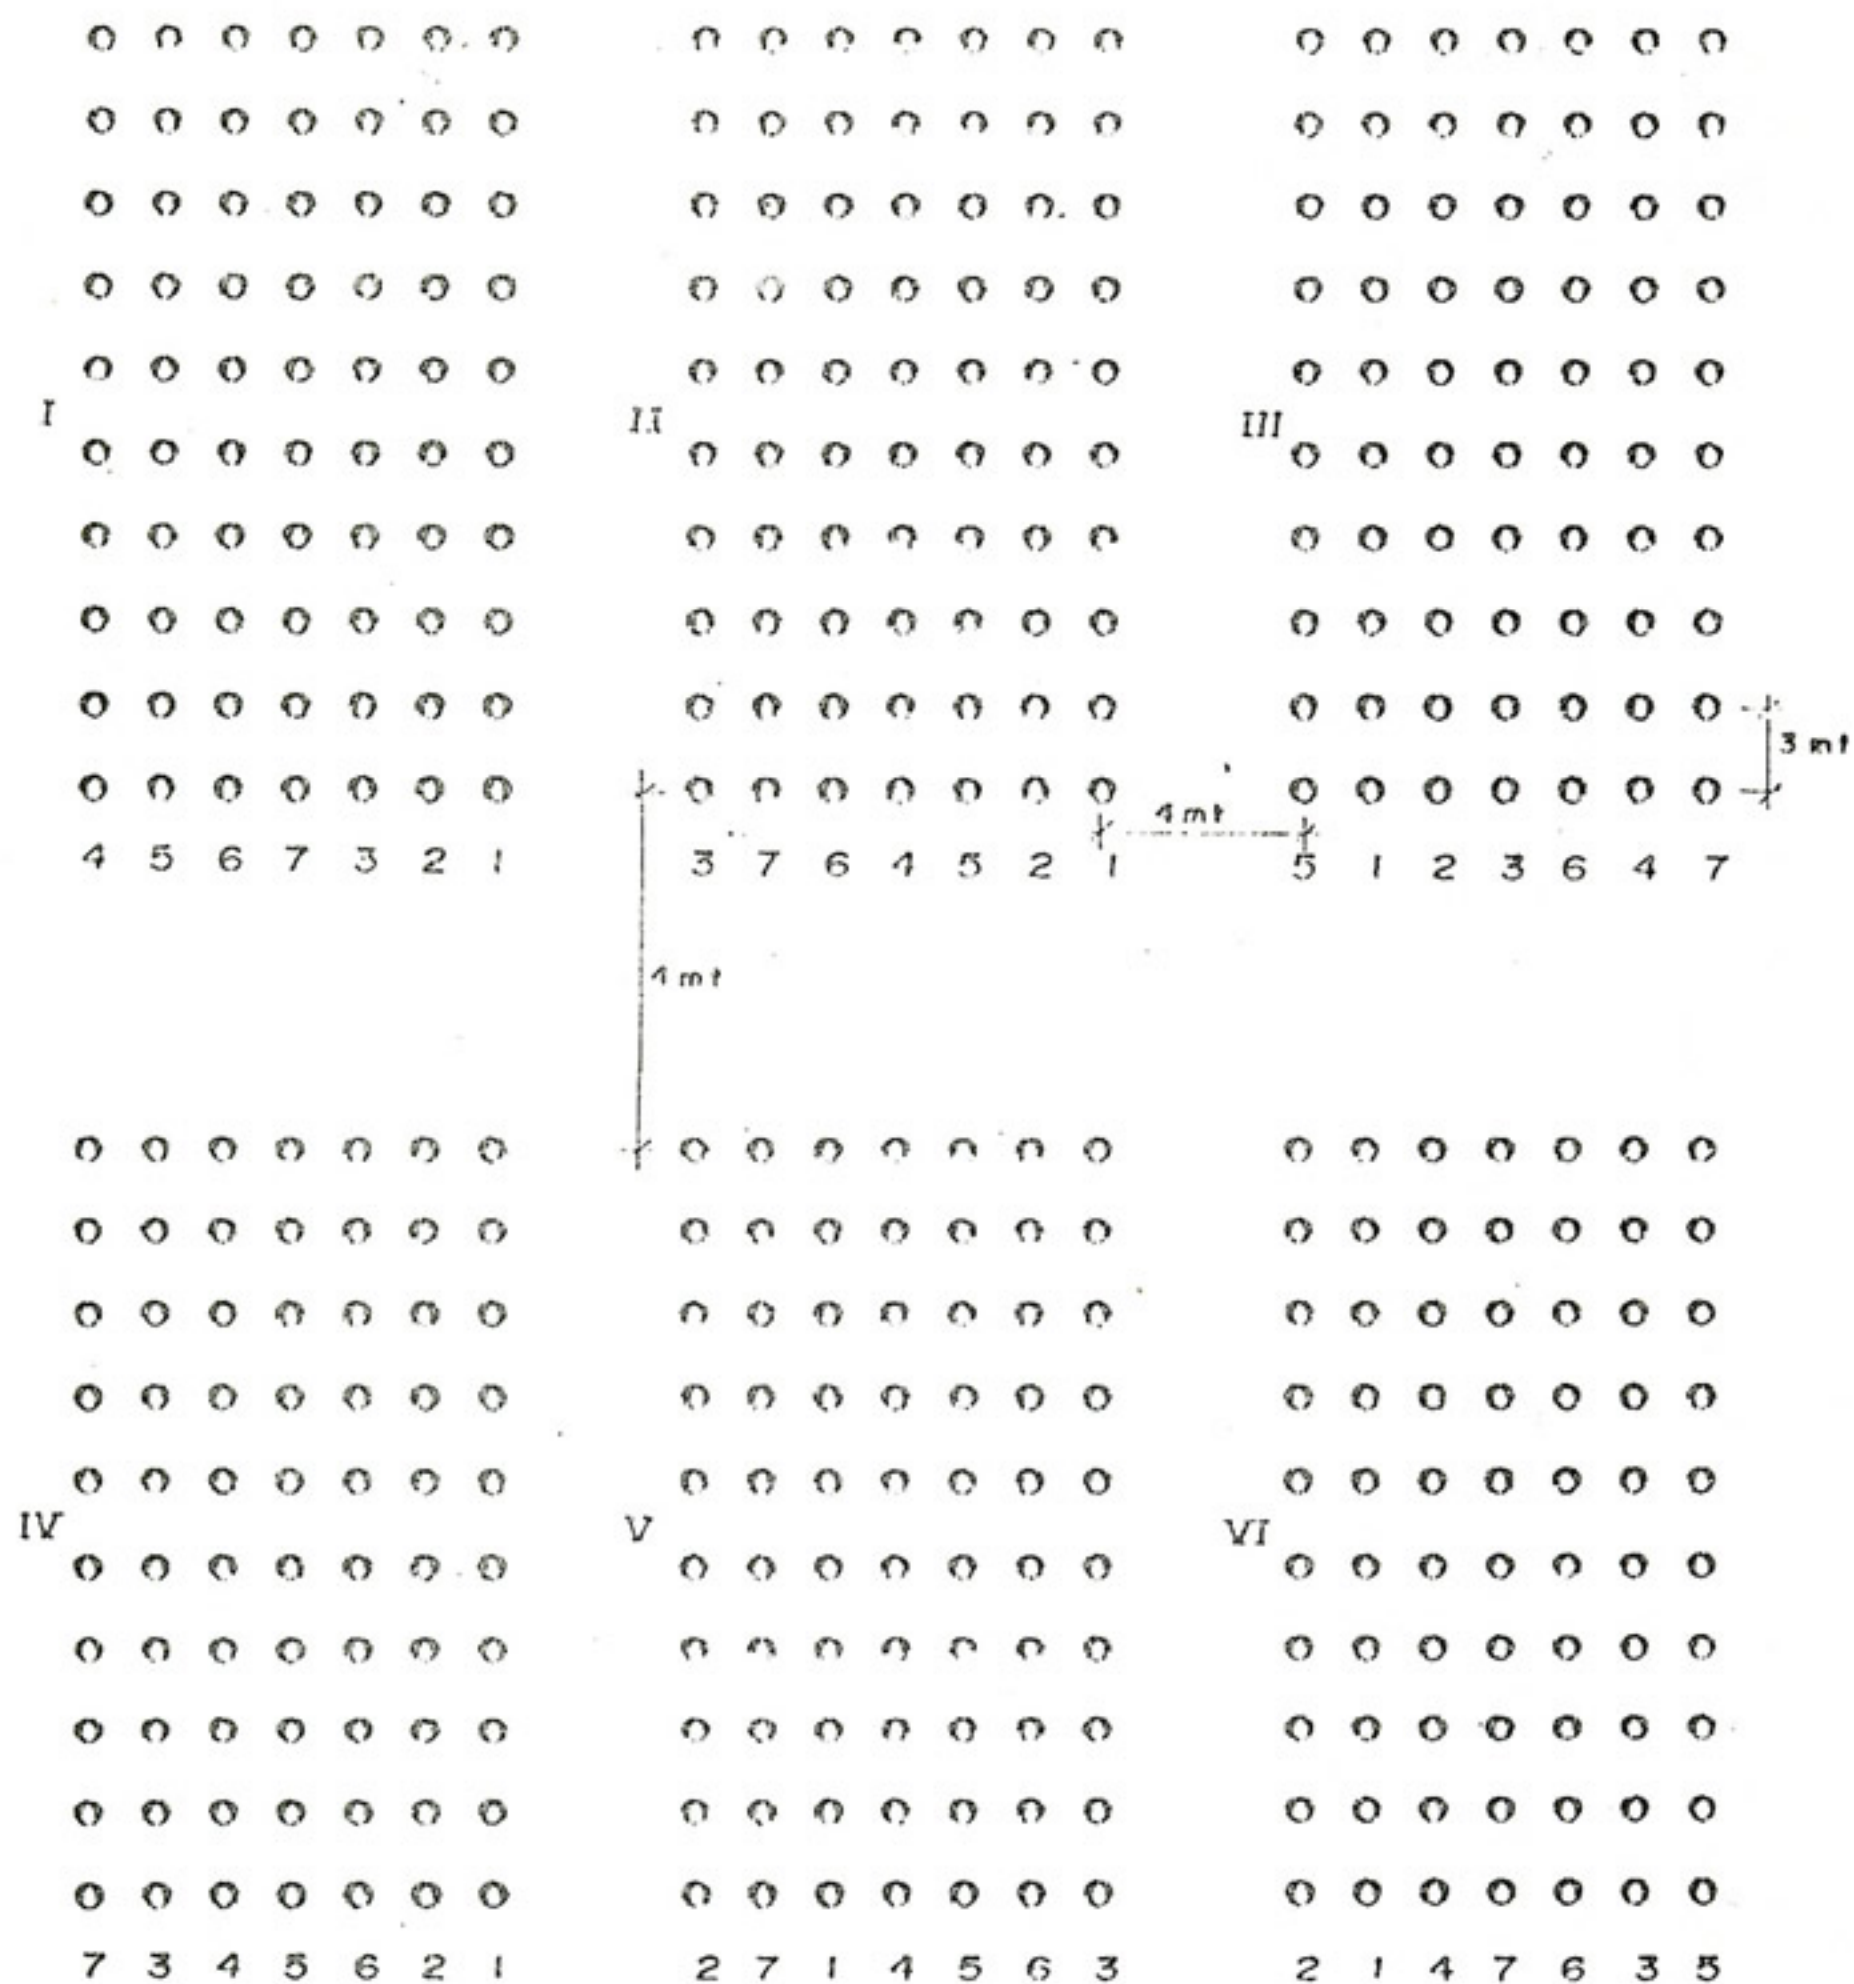 I
II
III
3 mt
4 mt
4 5 6 7 3 2 1
3 7 6 4 5 2 1
5 1 2 3 6 4 7
4 mt
IV
V
VI
7 3 4 5 6 2 1
2 7 1 4 5 6 3
2 1 4 7 6 3 5